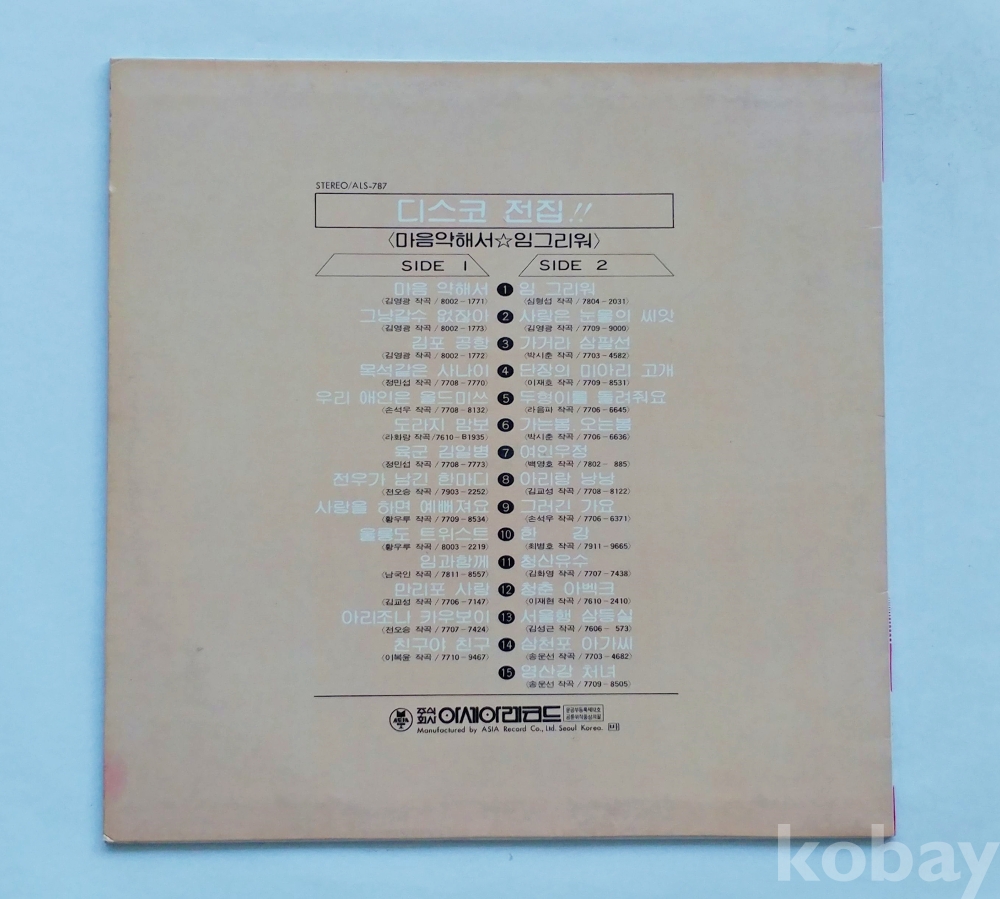 STEREO/ALS-787
디스코 전집!!
〈마음약해서☆임그리워〉
SIDE 1
마음 약해서
(김영광 작곡/8002-1771)
그냥갈수 없잖아
(김영광 작곡/8002-1773)
김포 공항
(김영광 작곡/8002-1772)
목석같은 사나이
(정민섭 작곡/7708-7770)
우리 애인은 올드미쓰
(손석우 작곡/7708-8132)
도라지 맘보
(라화랑 작곡/7610-B1935)
육군 김일병
(정민섭 작곡/7708-7773)
전우가 남긴 한마디
(전오승 작곡/7903-2252)
사랑을 하면 예뻐져요
(황우루 작곡/7709-8534)
울릉도 트위스트
(황우루 작곡/8003-2219)
임과함께
(남국인 작곡/7811-8557)
만리포 사랑
(김교성 작곡/7706-7147)
아리조나 카우보이
(전오승 작곡/7707-7424)
친구야 친구
(이복윤 작곡/7710-9467)
1
2
3
4
5
6
7
8
9
10
11
12
13
14
15
SIDE 2
임 그리워
(심형섭 작곡/7804-2031)
사랑은 눈물의 씨앗
(김영광 작곡/7709-9000)
가거라 삼팔선
(박시춘 작곡/7703-4582)
단장의 미아리 고개
(이재호 작곡/7709-8531)
두형이를 돌려줘요
(라음파 작곡/7706-6645)
가는봄 오는봄
(박시춘 작곡/7706-6636)
여인우정
(백영호 작곡/7802- 885)
아리랑 낭낭
(김교성 작곡/7708-8122)
그러긴 가요
(손석우 작곡/7706-6371)
한 강
(최병호 작곡/7911-9665)
청산유수
(김화영 작곡/7707-7438)
청춘 아베크
(이재현 작곡/7610-2410)
서울행 삼등실
(김성근 작곡/7606- 573)
삼천포 아가씨
(송운선 작곡/7703-4682)
영산강 처녀
(송운선 작곡/7709-8505)
ASIA
주식회사 아세아레코드
Manufactured by ASIA Record Co., Ltd. Seoul Korea.
kobay